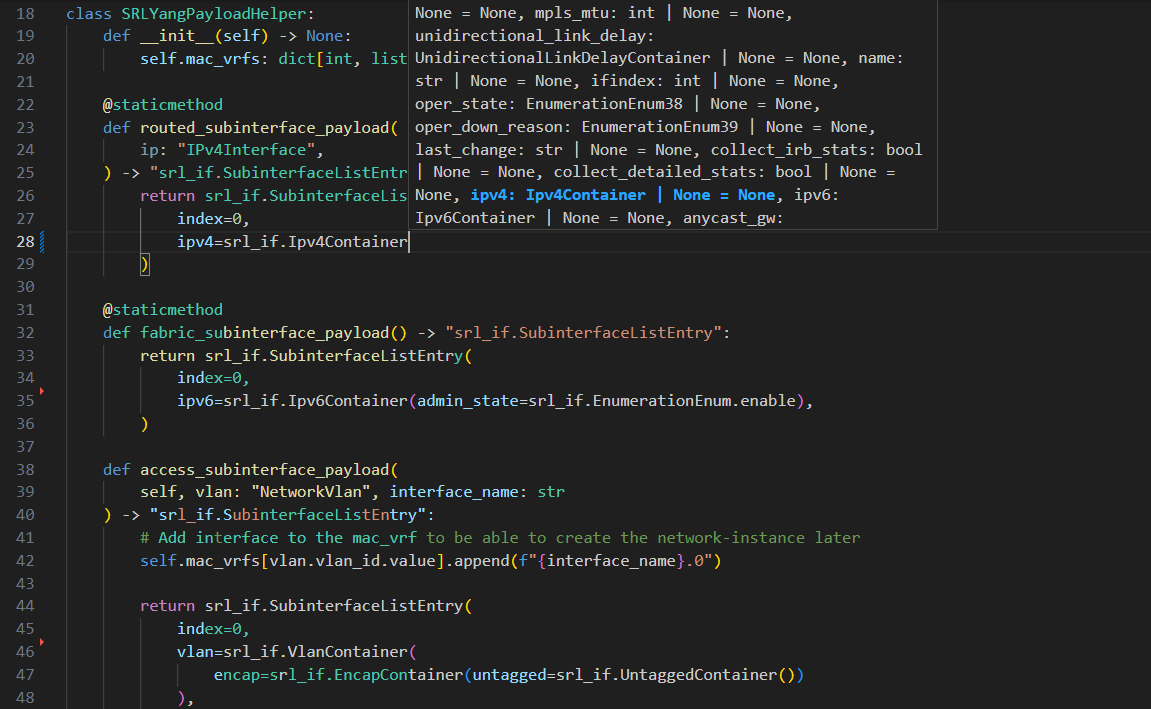 18 class SRLYangPayloadHelper:
19 def __init__(self) -> None:
20 self.mac_vrfs: dict[int, list
21
22 @staticmethod
23 def routed_subinterface_payload(
24 ip: "IPv4Interface",
25 ) -> "srl_if.SubinterfaceListEntr
26 return srl_if.SubinterfaceLis
27 index=0,
28 ipv4=srl_if.Ipv4Container
29 )
30
31 @staticmethod
32 def fabric_subinterface_payload() -> "srl_if.SubinterfaceListEntry":
33 return srl_if.SubinterfaceListEntry(
34 index=0,
35 ipv6=srl_if.Ipv6Container(admin_state=srl_if.EnumerationEnum.enable),
36 )
37
38 def access_subinterface_payload(
39 self, vlan: "NetworkVlan", interface_name: str
40 ) -> "srl_if.SubinterfaceListEntry":
41 # Add interface to the mac_vrf to be able to create the network-instance later
42 self.mac_vrfs[vlan.vlan_id.value].append(f"{interface_name}.0")
43
44 return srl_if.SubinterfaceListEntry(
45 index=0,
46 vlan=srl_if.VlanContainer(
47 encap=srl_if.EncapContainer(untagged=srl_if.UntaggedContainer())
48 ),
None = None, mpls_mtu: int | None = None,
unidirectional_link_delay:
UnidirectionalLinkDelayContainer | None = None, name:
str | None = None, ifindex: int | None = None,
oper_state: EnumerationEnum38 | None = None,
oper_down_reason: EnumerationEnum39 | None = None,
last_change: str | None = None, collect_irb_stats: bool
| None = None, collect_detailed_stats: bool | None =
None, ipv4: Ipv4Container | None = None, ipv6:
Ipv6Container | None = None, anycast_gw: